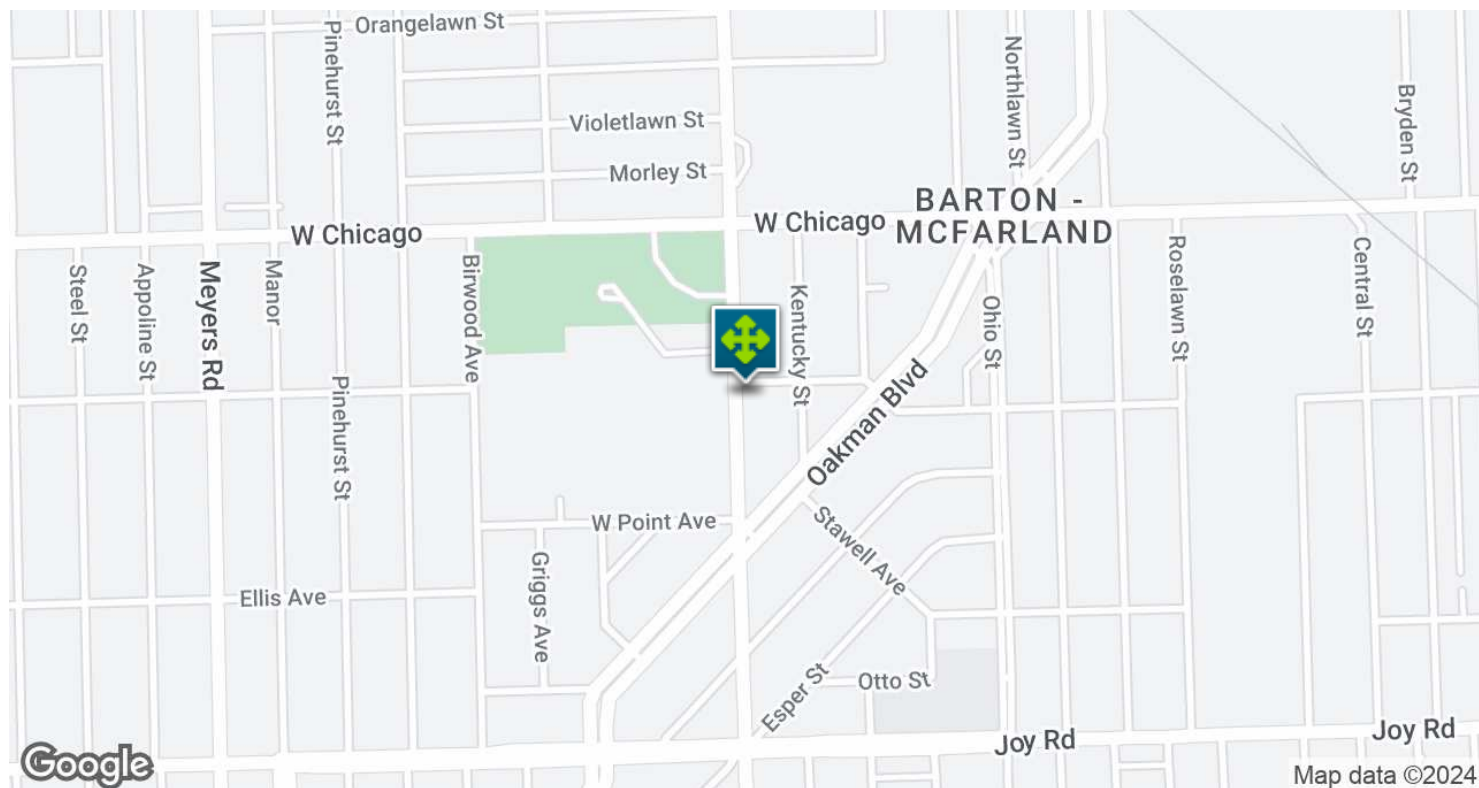 Orangelawn St
Pinehurst St
Northlawn St
Bryden St
Violetlawn St
Morley St
W Chicago
W Chicago
BARTON -
MCFARLAND
Steel St
Appoline St
Meyers Rd
Manor
Birwood Ave
Kentucky St
Ohio St
Roselawn St
Central St
Pinehurst St
Oakman Blvd
W Point Ave
Stawell Ave
Griggs Ave
Ellis Ave
Esper St
Otto St
Joy Rd
Joy Rd
Google
Map data ©2024